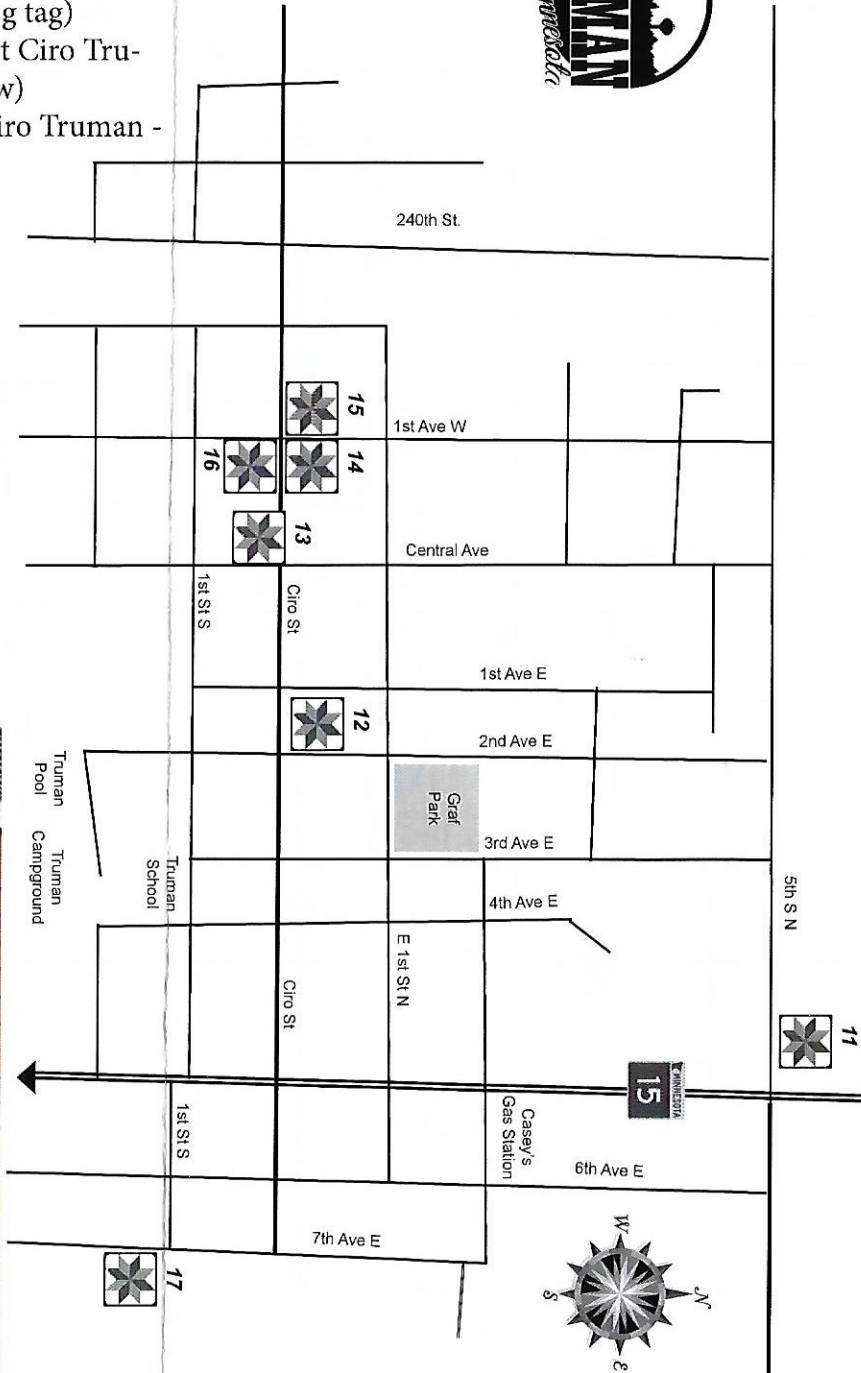 g tag)
t Ciro Tru-
w)
iro Truman -
MAN
nnesota
240th St.
15
1st Ave W
16
14
13
Central Ave
1st St S
Ciro St
1st Ave E
12
2nd Ave E
Graf
Park
Truman
Pool
Truman
Campground
Truman
School
3rd Ave E
4th Ave E
5th S N
E 1st St N
Ciro St
11
MINNESOTA
15
1st St S
Casey's
Gas Station
6th Ave E
7th Ave E
17
W
N
S
E